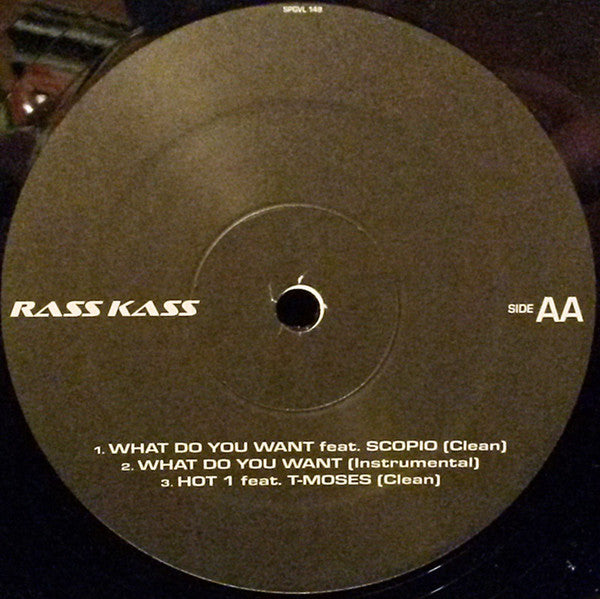 SPGVL 149
RASS KASS
SIDE AA
1. WHAT DO YOU WANT feat. SCOPIO (Clean)
2. WHAT DO YOU WANT (Instrumental)
3. HOT 1 feat. T-MOSES (Clean)